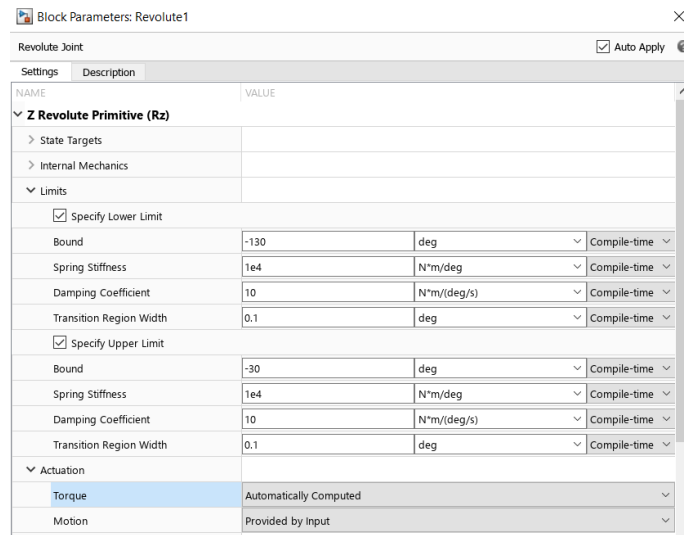 Block Parameters: Revolute1
Revolute Joint
Auto Apply
Settings Description
NAME VALUE
Z Revolute Primitive (Rz)
State Targets
Internal Mechanics
Limits
Specify Lower Limit
Bound -130 deg Compile-time
Spring Stiffness 1e4 N*m/deg Compile-time
Damping Coefficient 10 N*m/(deg/s) Compile-time
Transition Region Width 0.1 deg Compile-time
Specify Upper Limit
Bound -30 deg Compile-time
Spring Stiffness 1e4 N*m/deg Compile-time
Damping Coefficient 10 N*m/(deg/s) Compile-time
Transition Region Width 0.1 deg Compile-time
Actuation
Torque Automatically Computed
Motion Provided by Input